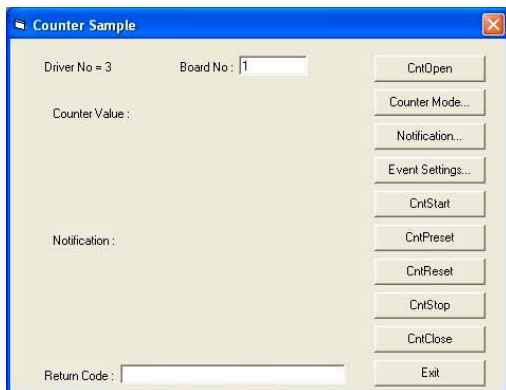 Counter Sample
Driver No = 3
Board No : 1
CntOpen
Counter Value :
Counter Mode...
Notification...
Event Settings...
CntStart
Notification :
CntPreset
CntReset
CntStop
CntClose
Return Code :
Exit